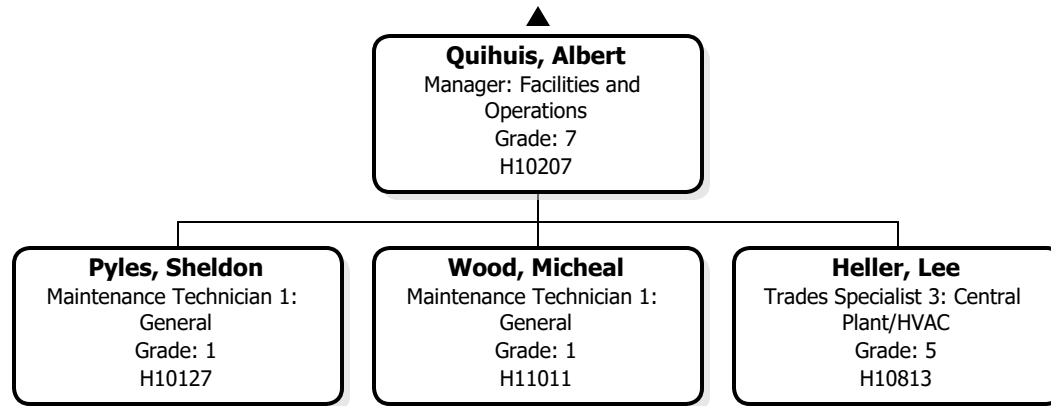 Quihuis, Albert
Manager: Facilities and
Operations
Grade: 7
H10207
Pyles, Sheldon
Maintenance Technician 1:
General
Grade: 1
H10127
Wood, Micheal
Maintenance Technician 1:
General
Grade: 1
H11011
Heller, Lee
Trades Specialist 3: Central
Plant/HVAC
Grade: 5
H10813